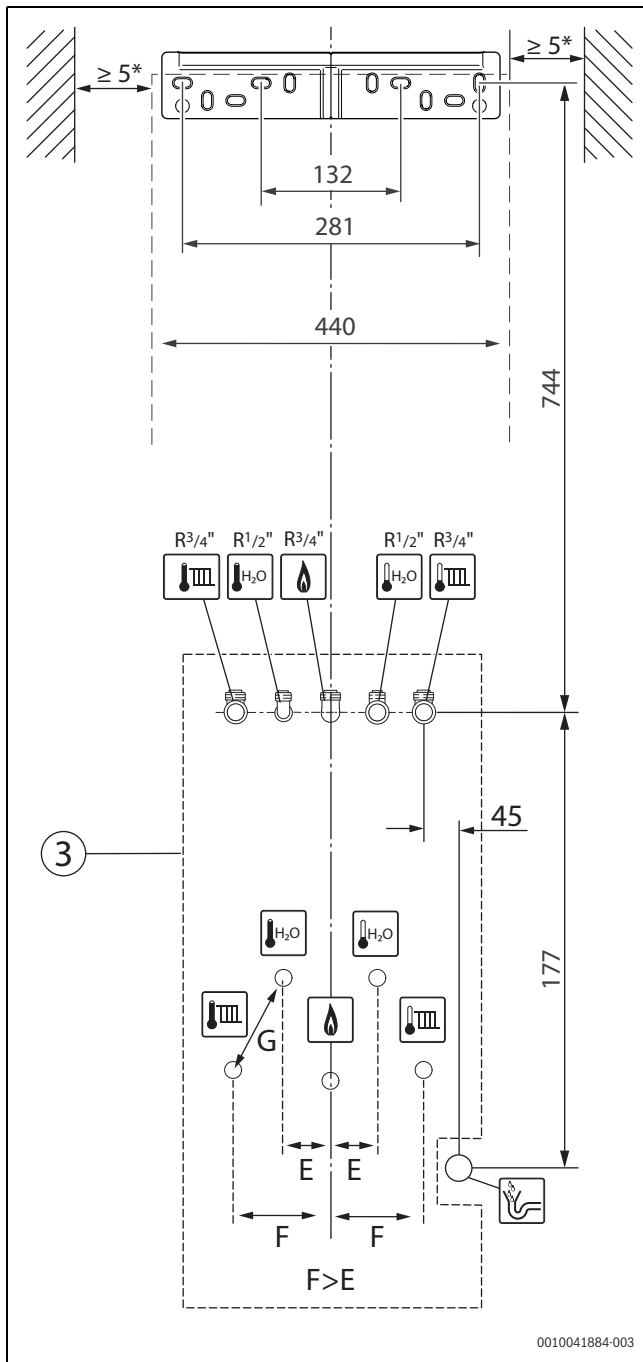 ≥ 5*
≥ 5*
132
281
440
744
R3/4" R1/2" R3/4" R1/2" R3/4"
H₂O
H₂O
45
3
177
H₂O
H₂O
G
E E
F F
F>E
0010041884-003